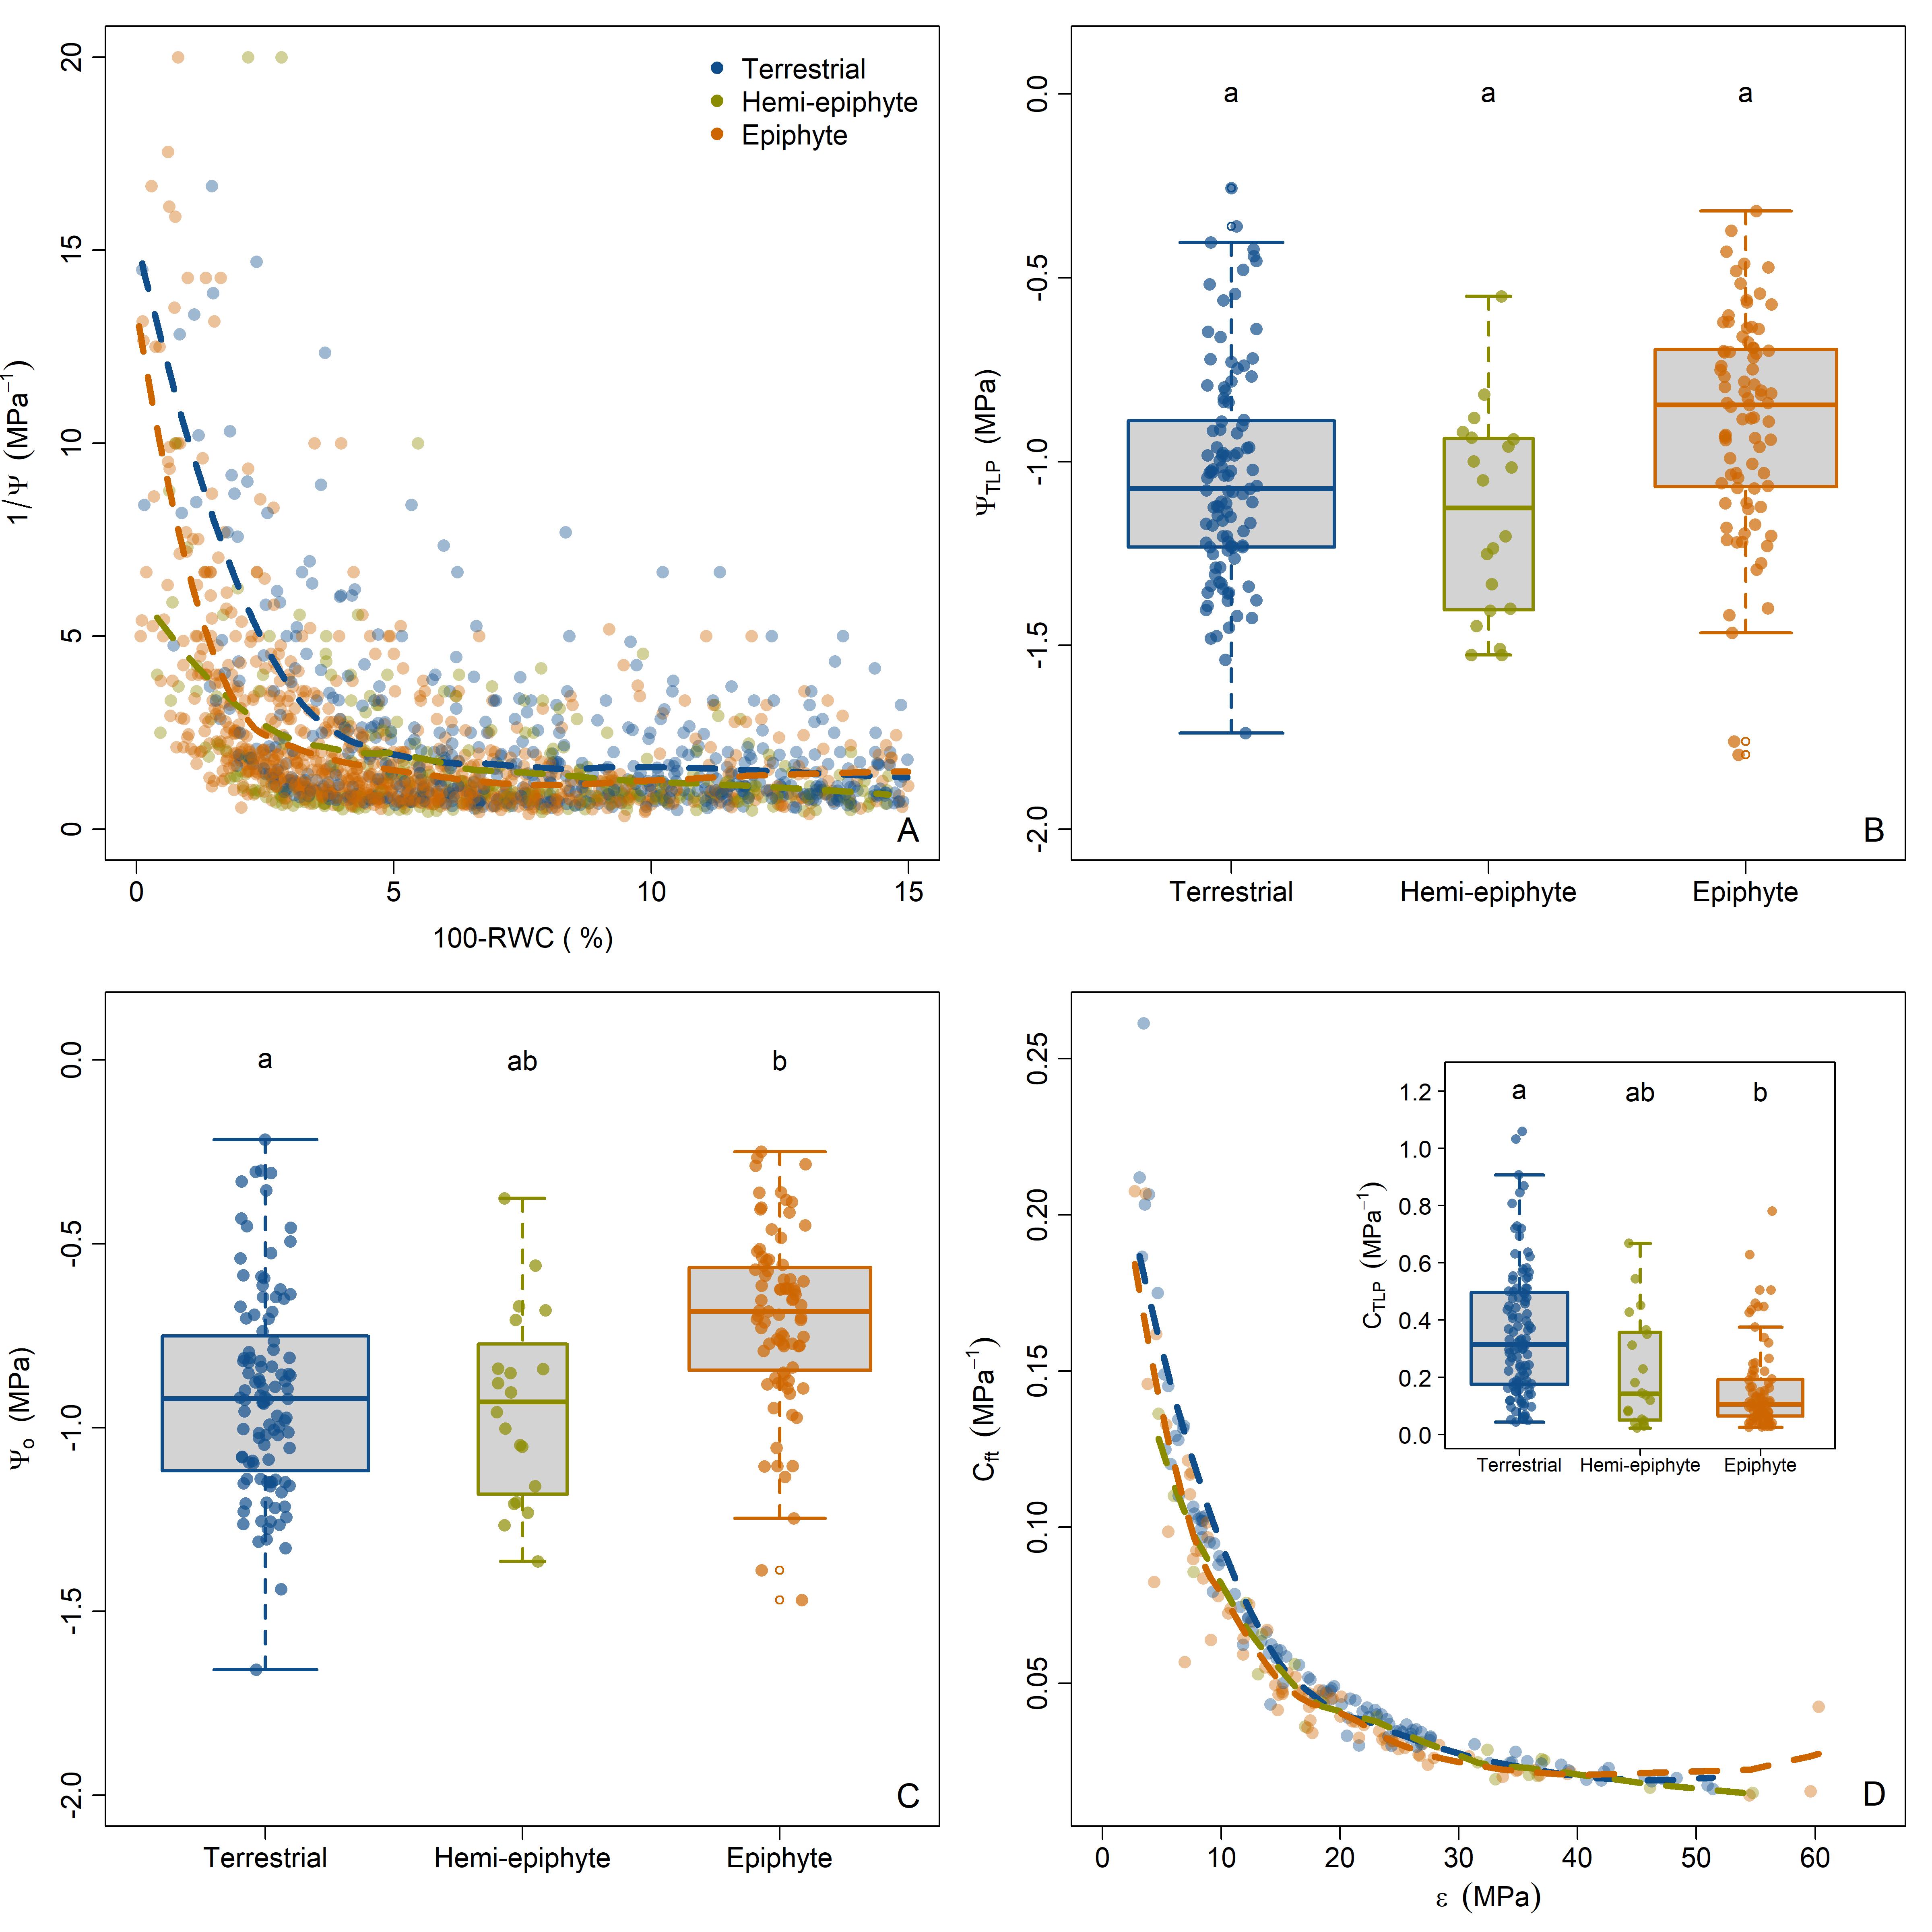 20
15
10
5
0
1/Ψ (MPa⁻¹)
Terrestrial
Hemi-epiphyte
Epiphyte
A
0 5 10 15
100-RWC ( %)
0.0
-0.5
-1.0
-1.5
-2.0
Ψ_TLP (MPa)
a a a
B
Terrestrial Hemi-epiphyte Epiphyte
0.0
-0.5
-1.0
-1.5
-2.0
Ψ_o (MPa)
a ab b
C
Terrestrial Hemi-epiphyte Epiphyte
0.25
0.20
0.15
0.10
0.05
C_ft (MPa⁻¹)
1.2
1.0
0.8
0.6
0.4
0.2
0.0
C_TLP (MPa⁻¹)
a ab b
Terrestrial Hemi-epiphyte Epiphyte
D
0 10 20 30 40 50 60
ε (MPa)